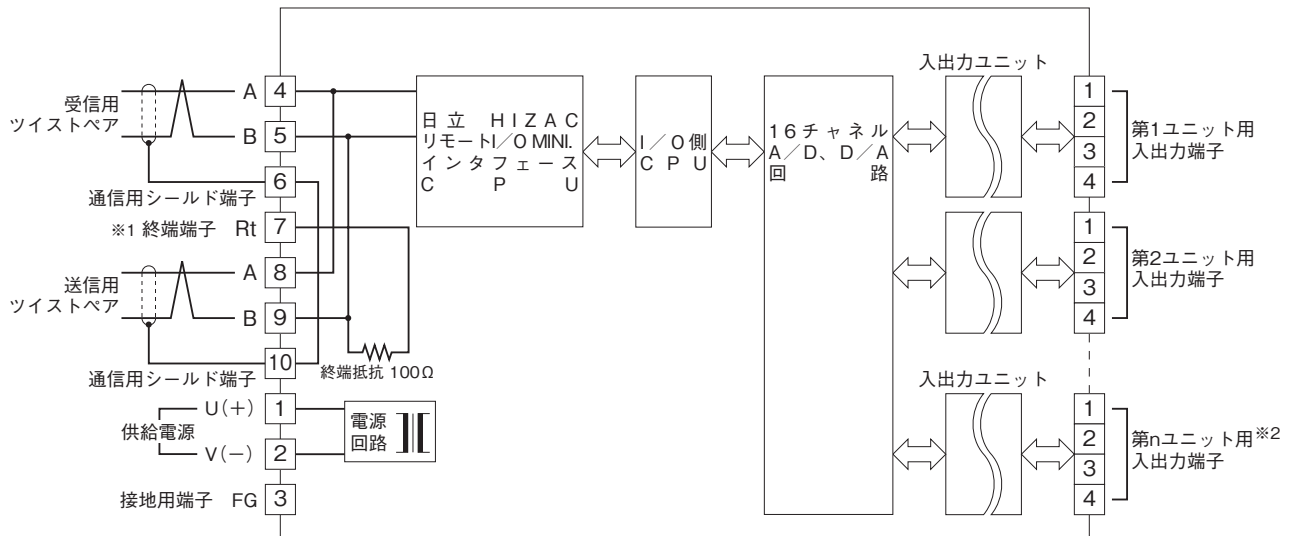 受信用
ツイストペア
A 4
B 5
6
通信用シールド端子
※1 終端端子 Rt 7
送信用
ツイストペア
A 8
B 9
10
通信用シールド端子
終端抵抗 100Ω
供給電源
U(+) 1
V(−) 2
接地用端子 FG 3
電源
回路
日立 HIZAC
リモートI/O MINI.
インタフェース
CPU
I/O側
CPU
16チャネル
A/D、D/A
回路
入出力ユニット
1
2
3
4
第1ユニット用
入出力端子
1
2
3
4
第2ユニット用
入出力端子
入出力ユニット
1
2
3
4
第nユニット用※2
入出力端子